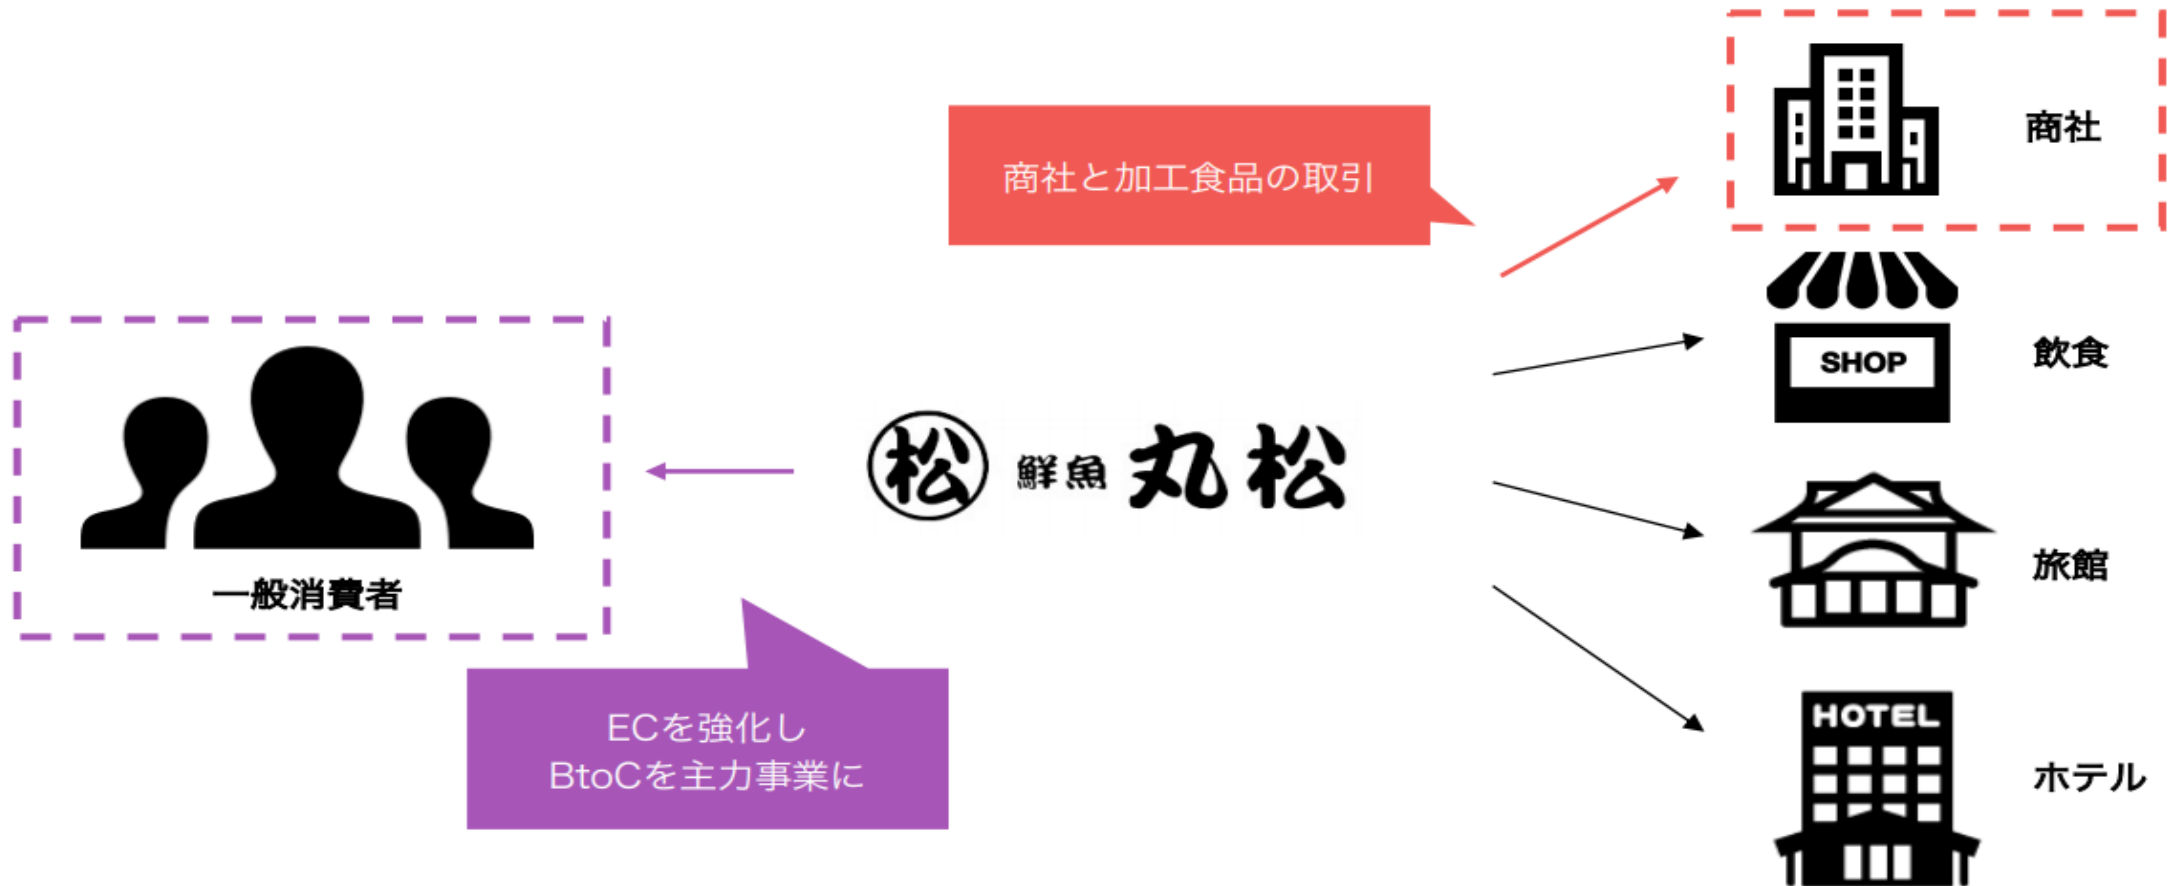 商社
商社と加工食品の取引
SHOP
飲食
松 鮮魚 丸松
旅館
一般消費者
ECを強化し
BtoCを主力事業に
HOTEL
ホテル